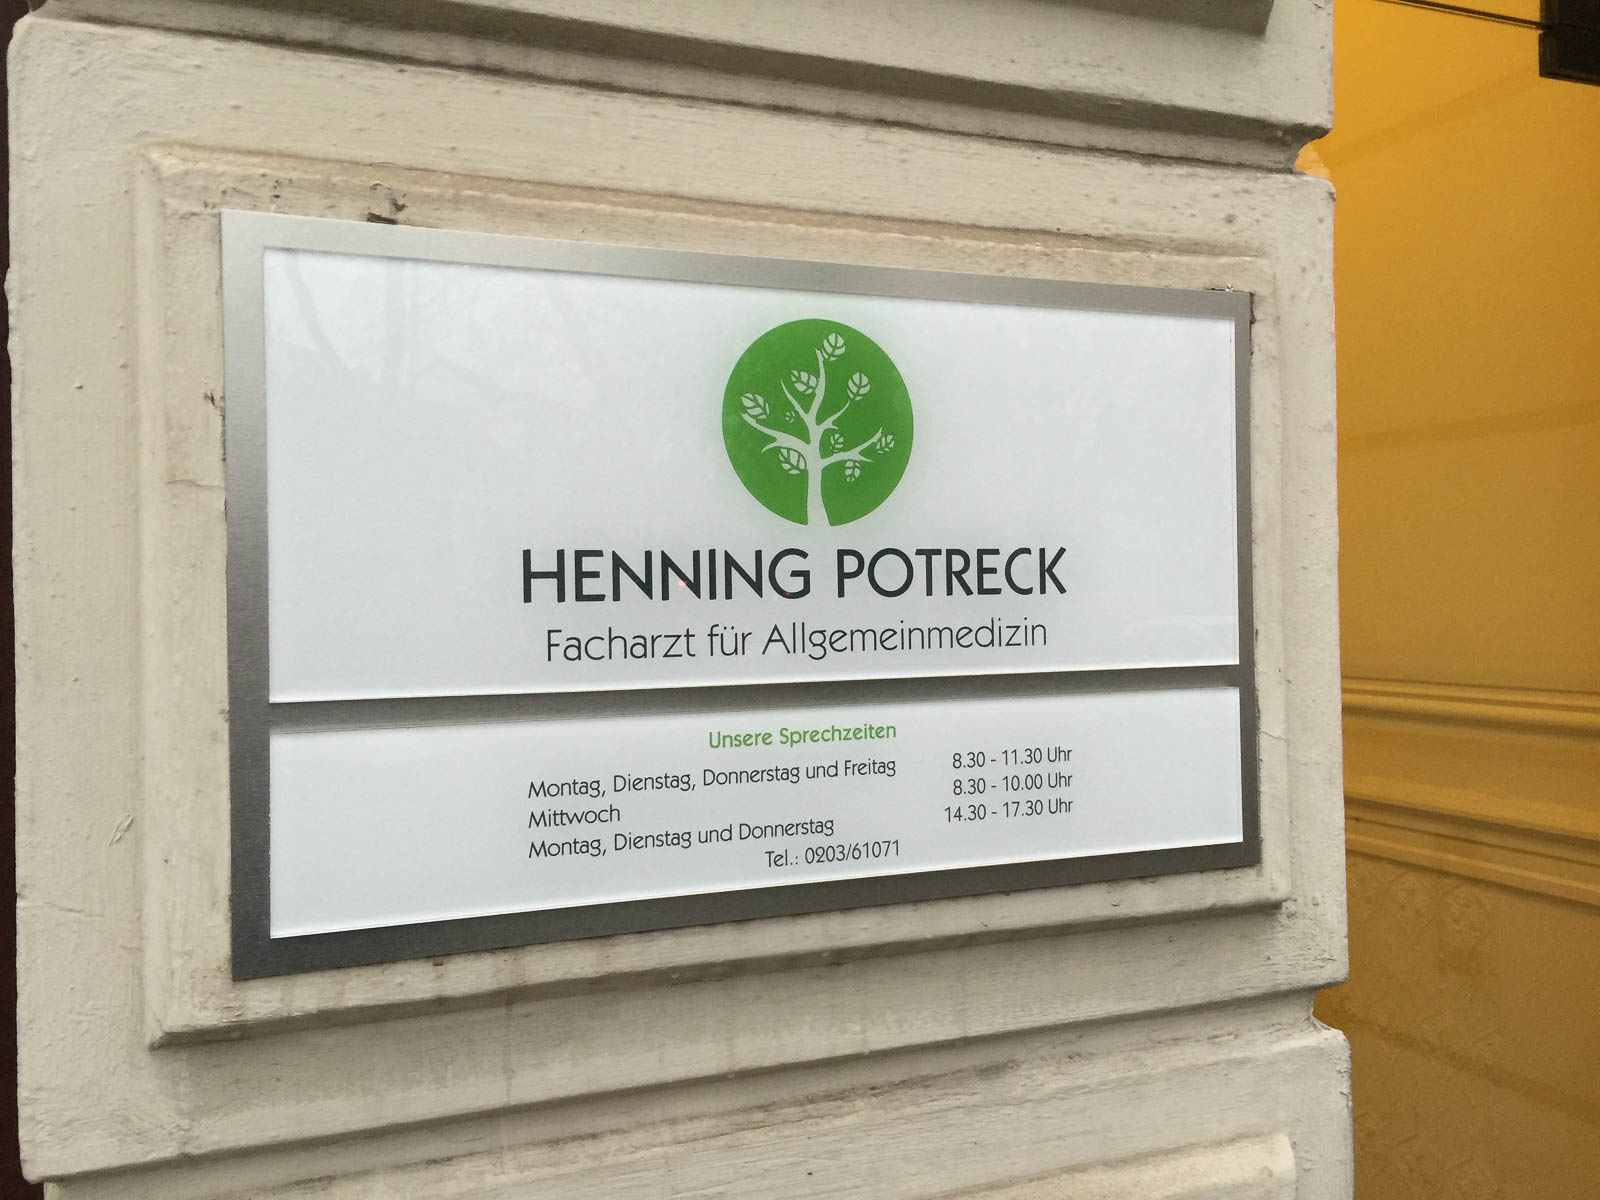 HENNING POTRECK
Facharzt für Allgemeinmedizin
Unsere Sprechzeiten
Montag, Dienstag, Donnerstag und Freitag 8.30 - 11.30 Uhr
Mittwoch 8.30 - 10.00 Uhr
Montag, Dienstag und Donnerstag 14.30 - 17.30 Uhr
Tel.: 0203/61071